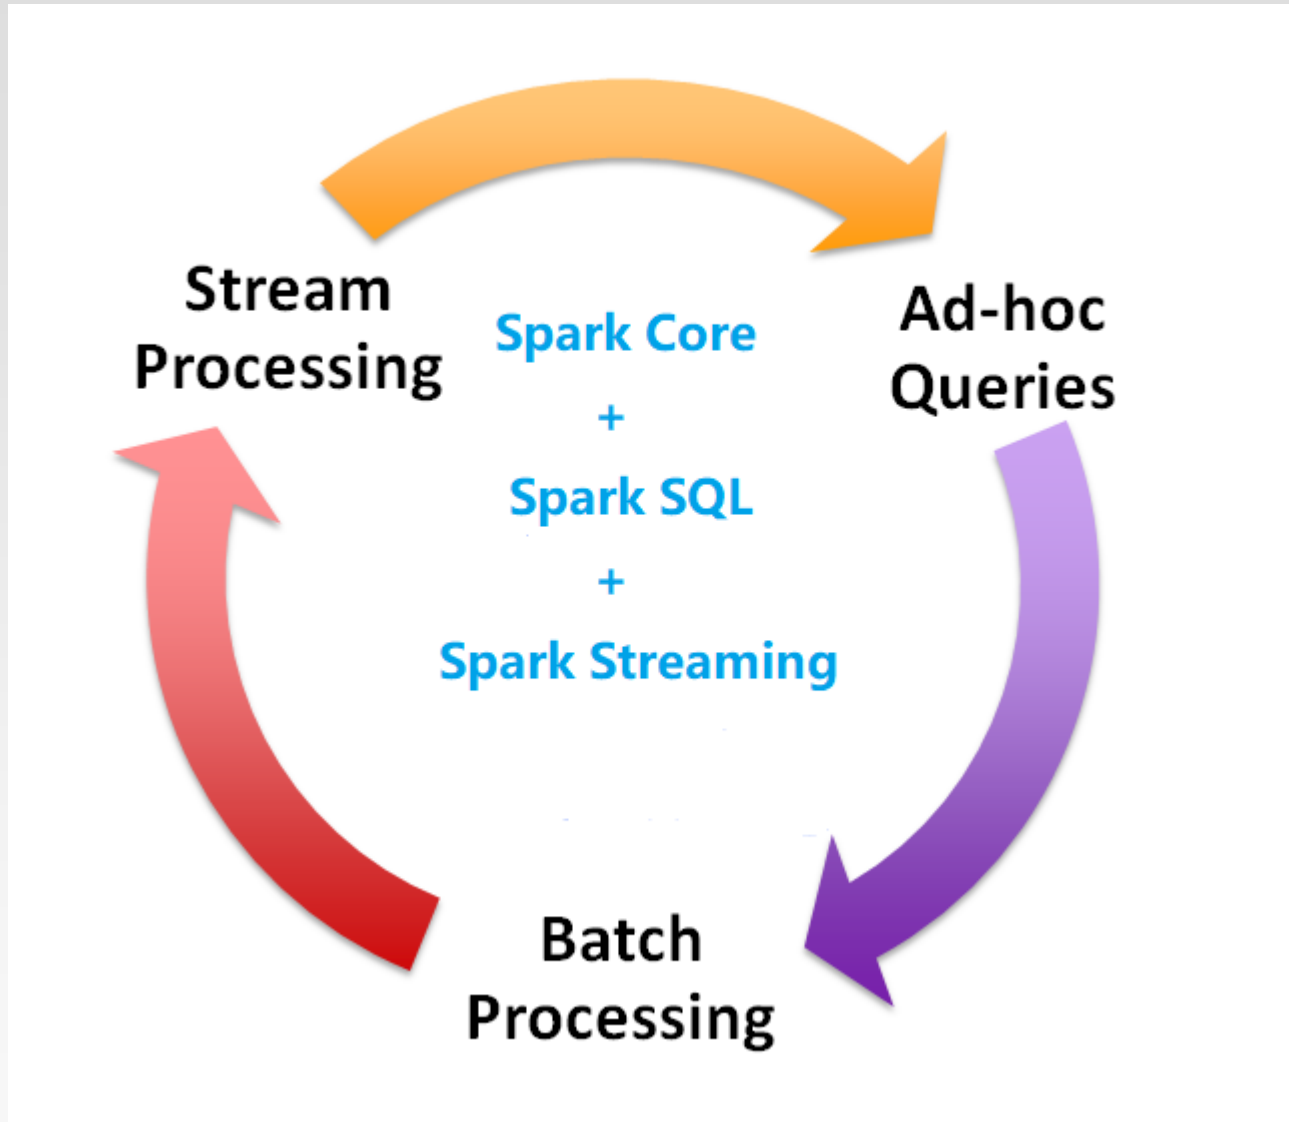 Stream
Processing
Ad-hoc
Queries
Spark Core
+
Spark SQL
+
Spark Streaming
Batch
Processing